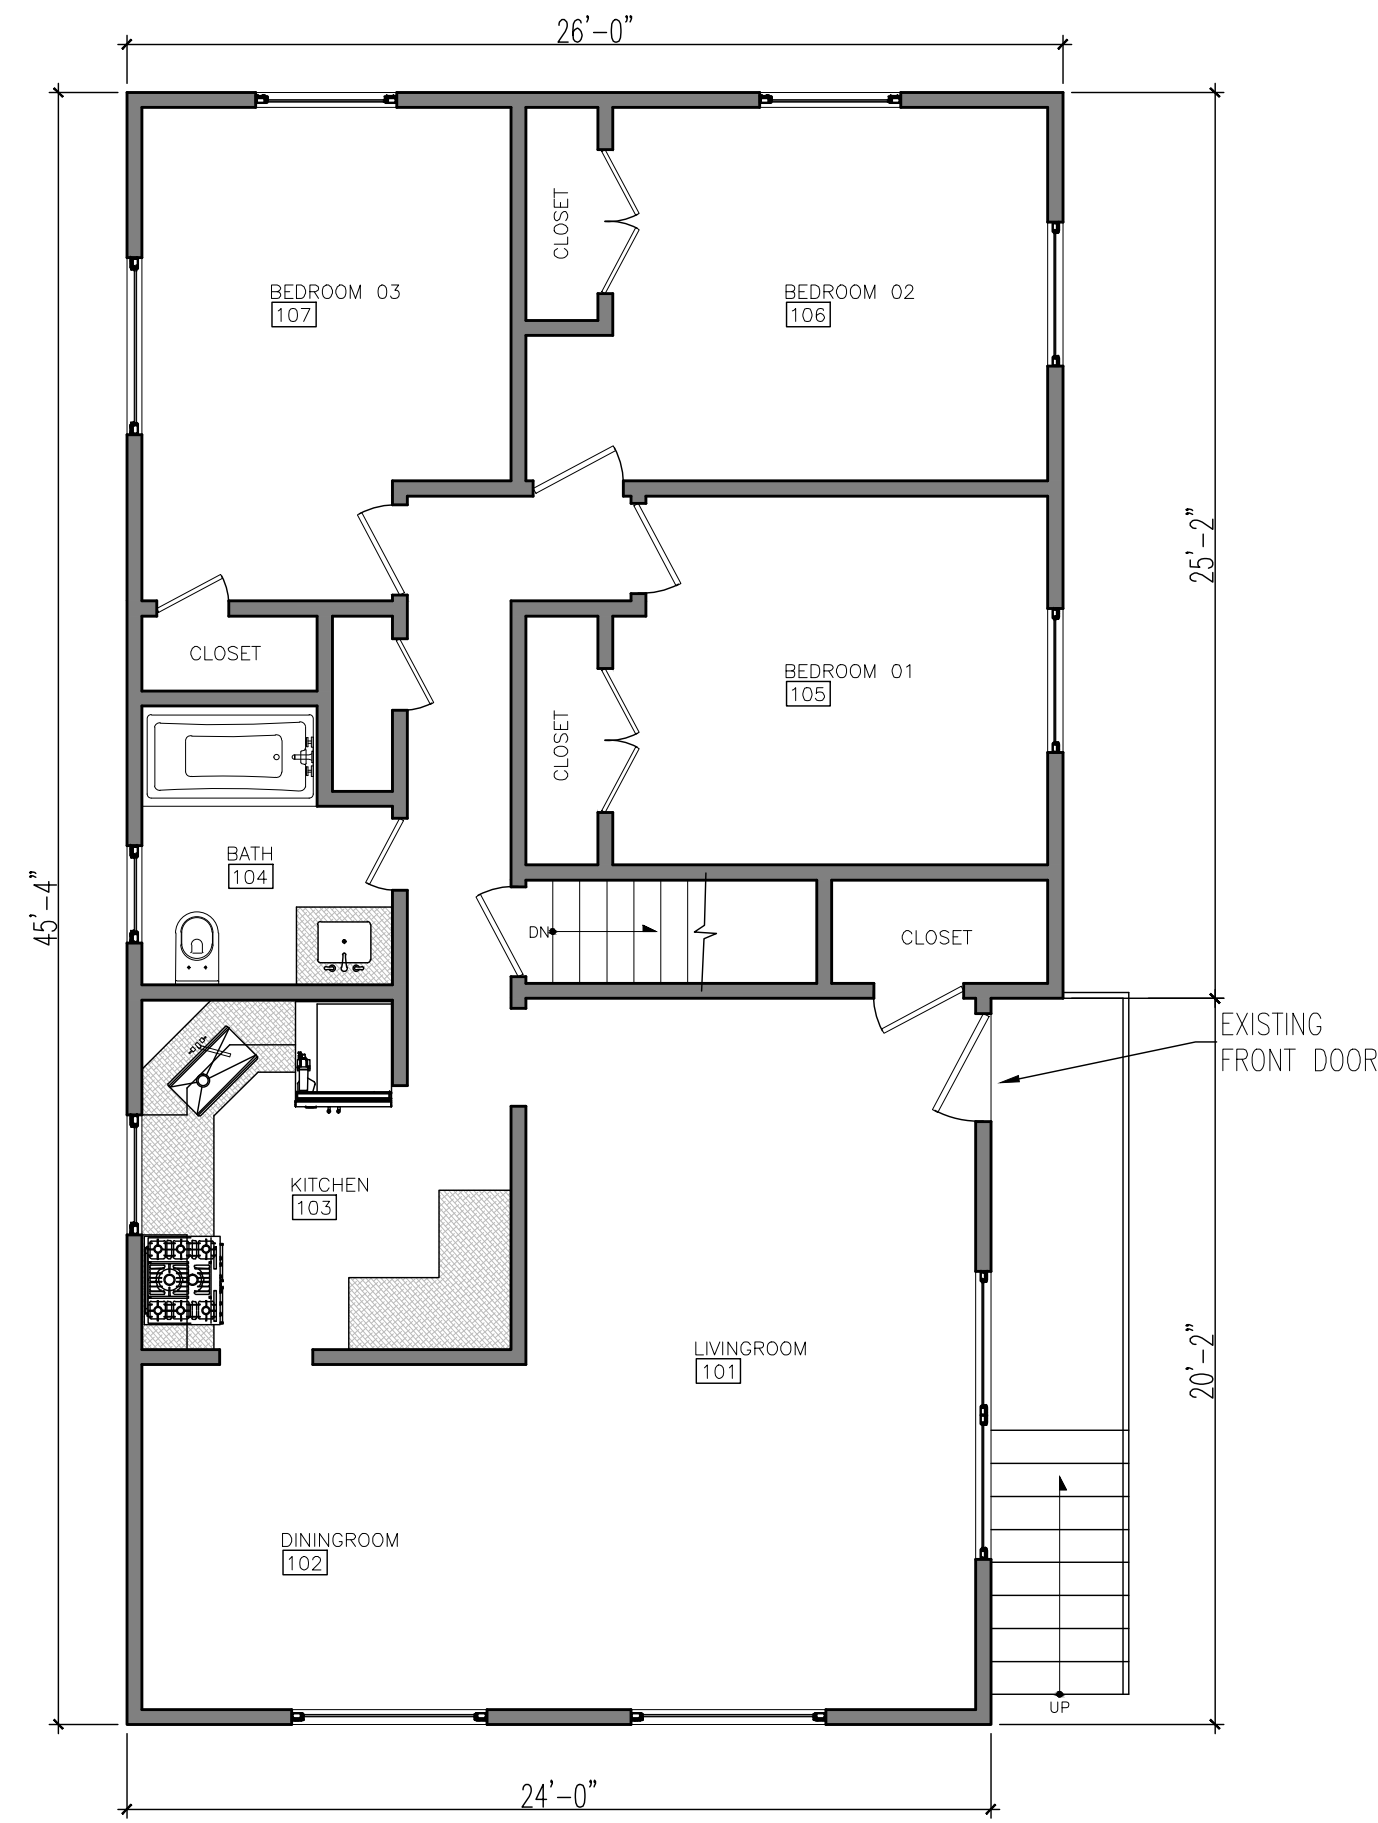 26'-0"
CLOSET
BEDROOM 03
107
BEDROOM 02
106
25'-2"
CLOSET
BEDROOM 01
105
CLOSET
BATH
104
45'-4"
DN
CLOSET
EXISTING
FRONT DOOR
KITCHEN
103
LIVINGROOM
101
20'-2"
DININGROOM
102
UP
24'-0"